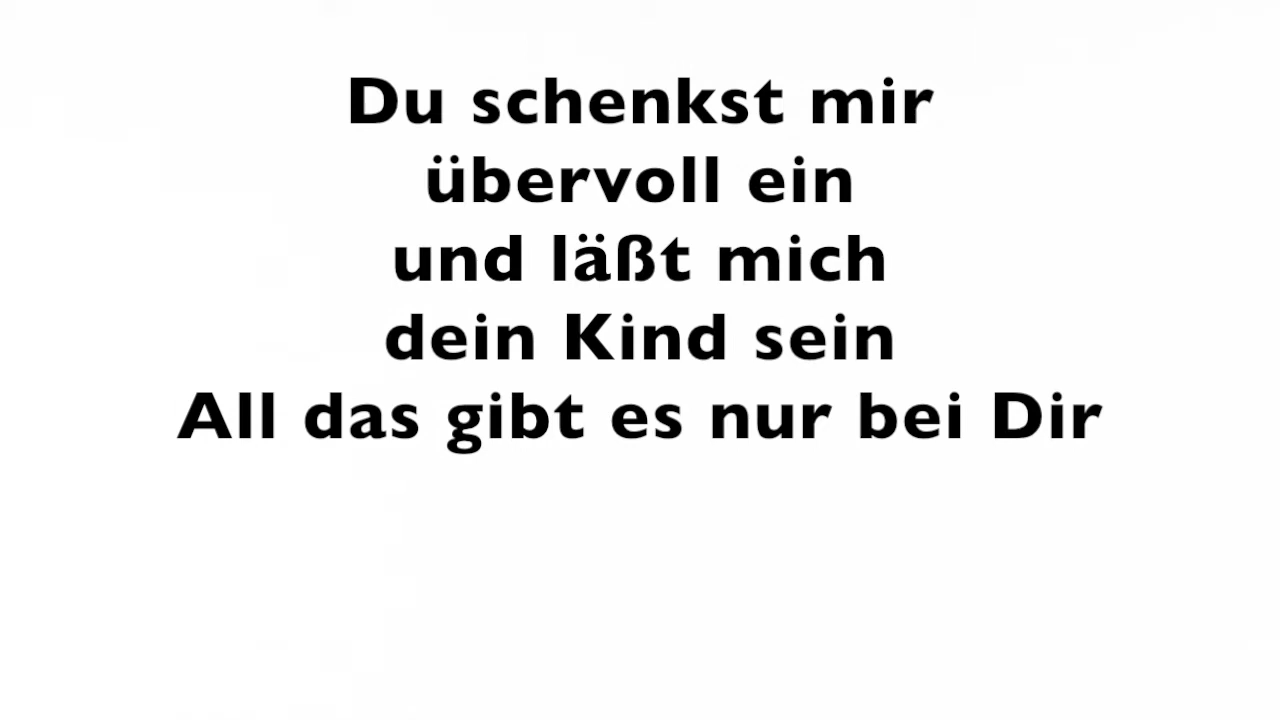 Du schenkst mir
übervoll ein
und läßt mich
dein Kind sein
All das gibt es nur bei Dir